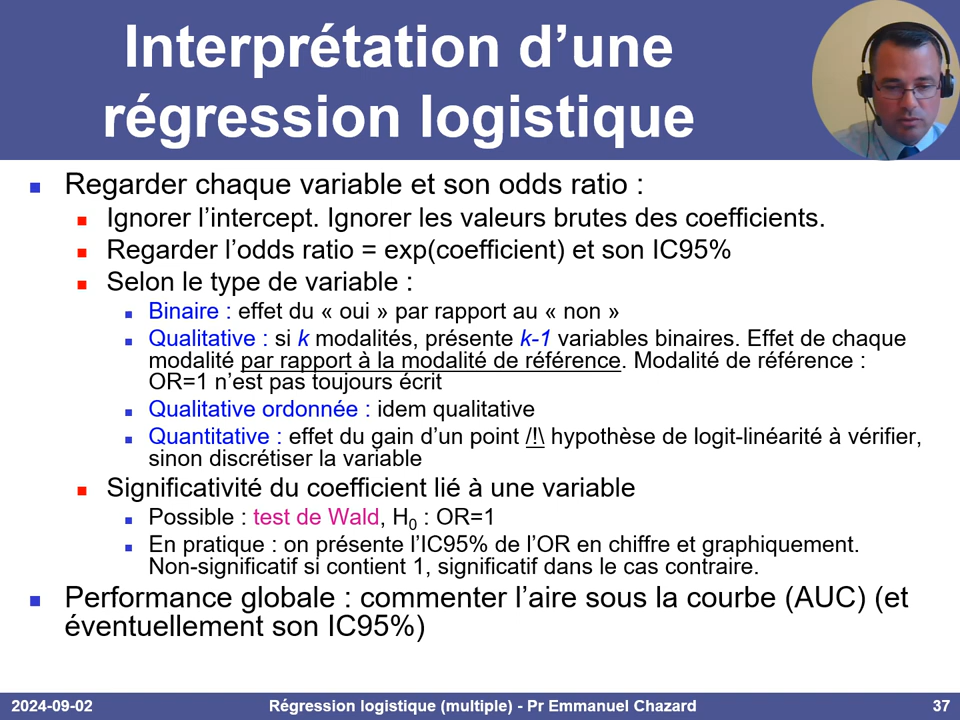 Interprétation d’une
régression logistique
Regarder chaque variable et son odds ratio :
Ignorer l’intercept. Ignorer les valeurs brutes des coefficients.
Regarder l’odds ratio = exp(coefficient) et son IC95%
Selon le type de variable :
Binaire : effet du « oui » par rapport au « non »
Qualitative : si k modalités, présente k-1 variables binaires. Effet de chaque
modalité par rapport à la modalité de référence. Modalité de référence :
OR=1 n’est pas toujours écrit
Qualitative ordonnée : idem qualitative
Quantitative : effet du gain d’un point /!\ hypothèse de logit-linéarité à vérifier,
sinon discrétiser la variable
Significativité du coefficient lié à une variable
Possible : test de Wald, H0 : OR=1
En pratique : on présente l’IC95% de l’OR en chiffre et graphiquement.
Non-significatif si contient 1, significatif dans le cas contraire.
Performance globale : commenter l’aire sous la courbe (AUC) (et
éventuellement son IC95%)
2024-09-02 Régression logistique (multiple) - Pr Emmanuel Chazard 37